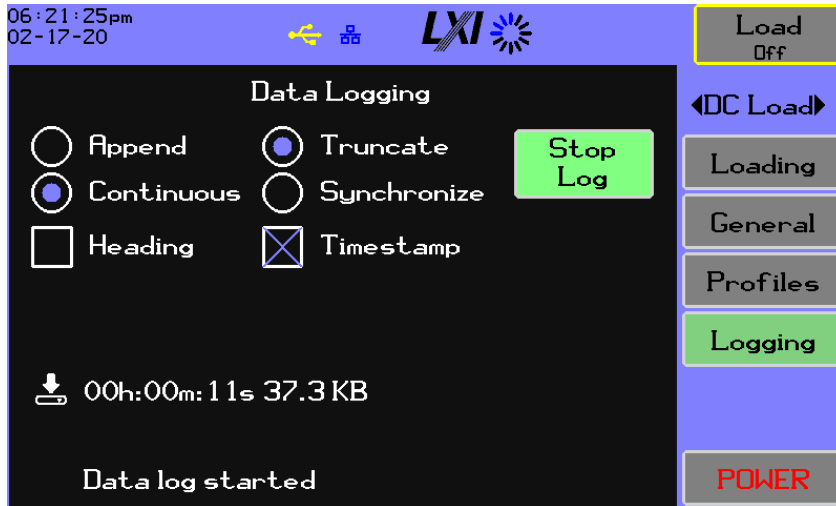 06:21:25pm
02-17-20
LXI
Load
Off
Data Logging
◀DC Load▶
Append
Truncate
Stop
Log
Continuous
Synchronize
Heading
Timestamp
Loading
General
Profiles
Logging
00h:00m:11s 37.3 KB
Data log started
POWER